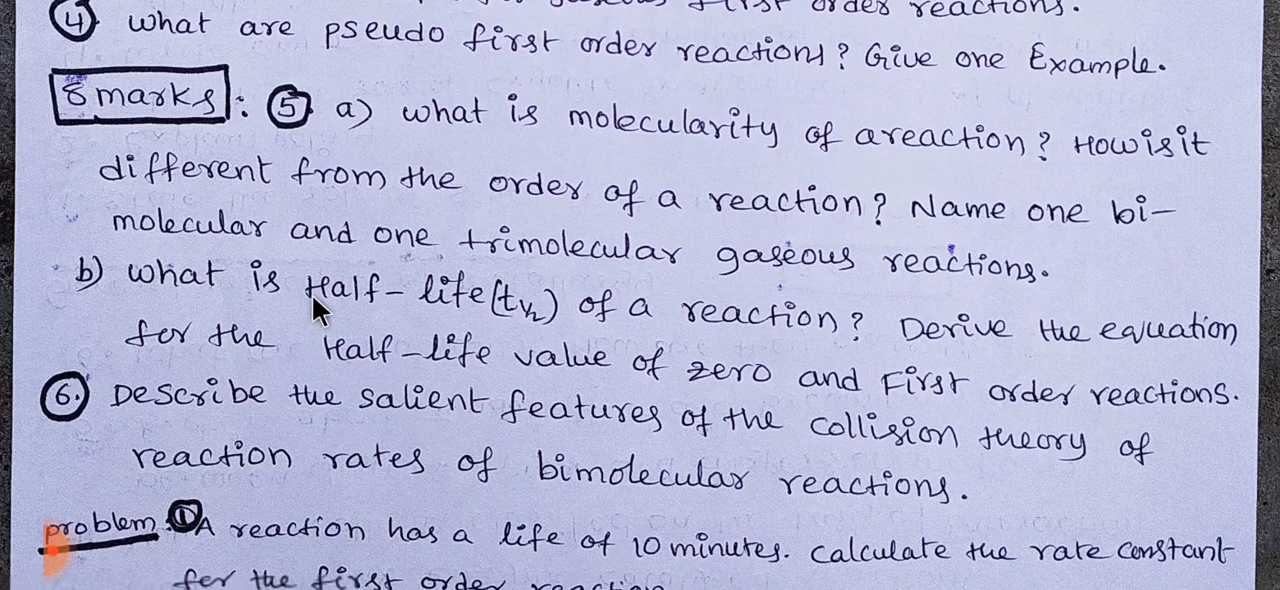 first order reactions.
④ what are pseudo first order reactions? Give one Example.
8 marks: ⑤ a) what is molecularity of a reaction? How is it
different from the order of a reaction? Name one bi-
molecular and one trimolecular gaseous reactions.
b) what is Half-life (t½) of a reaction? Derive the equation
for the Half-life value of zero and First order reactions.
⑥. Describe the salient features of the collision theory of
reaction rates of bimolecular reactions.
problem ① A reaction has a life of 10 minutes. Calculate the rate constant
for the first order reaction